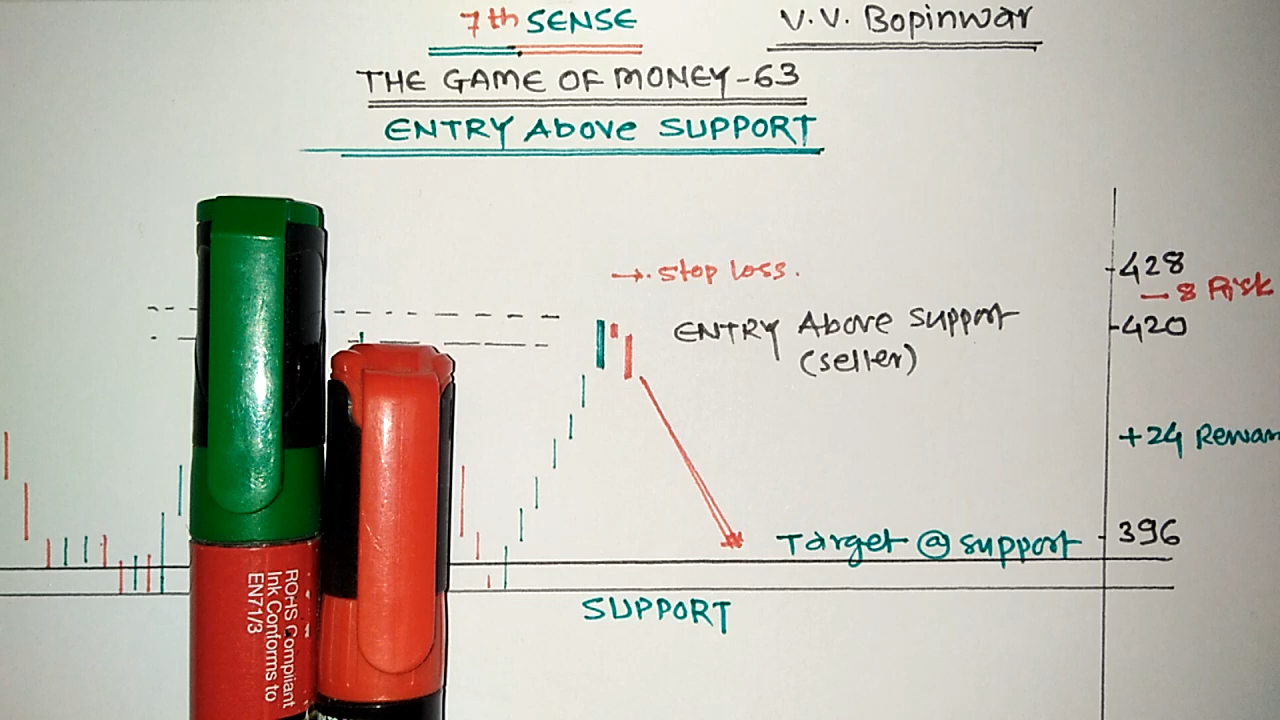 7th SENSE
V.V. Bopinwar
THE GAME OF MONEY-63
ENTRY Above SUPPORT
→ Stop loss.
428
- 8 Risk
ENTRY Above Support
420
(seller)
+24
Target @ support
396
SUPPORT
ROHS Compliant
Ink Conforms to
EN71/3